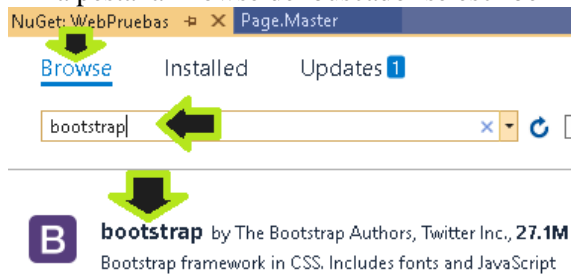 NuGet: WebPruebas Page.Master
Browse Installed Updates 1
bootstrap
B bootstrap by The Bootstrap Authors, Twitter Inc., 27.1M
Bootstrap framework in CSS. Includes fonts and JavaScript